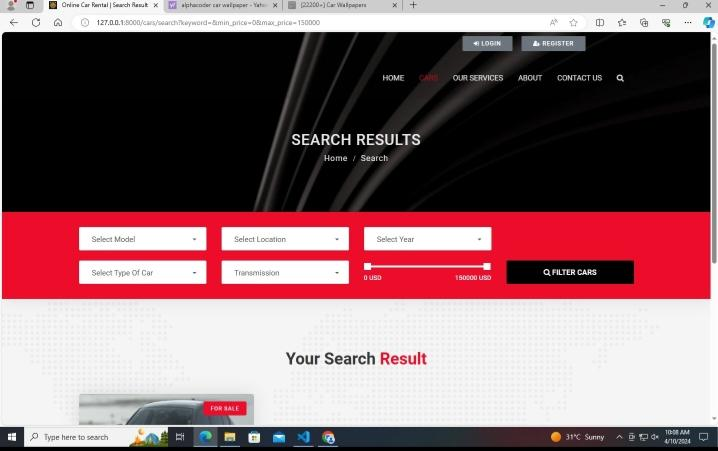 Online Car Rental | Search Result
alphacoder car wallpaper - Yaho
[22200+] Car Wallpapers
127.0.0.1:8000/cars/search?keyword=&min_price=0&max_price=150000
LOGIN
REGISTER
HOME CARS OUR SERVICES ABOUT CONTACT US
SEARCH RESULTS
Home / Search
Select Model
Select Location
Select Year
Select Type Of Car
Transmission
0 USD
150000 USD
FILTER CARS
Your Search Result
FOR SALE
Type here to search
31°C Sunny
10:08 AM
4/10/2024